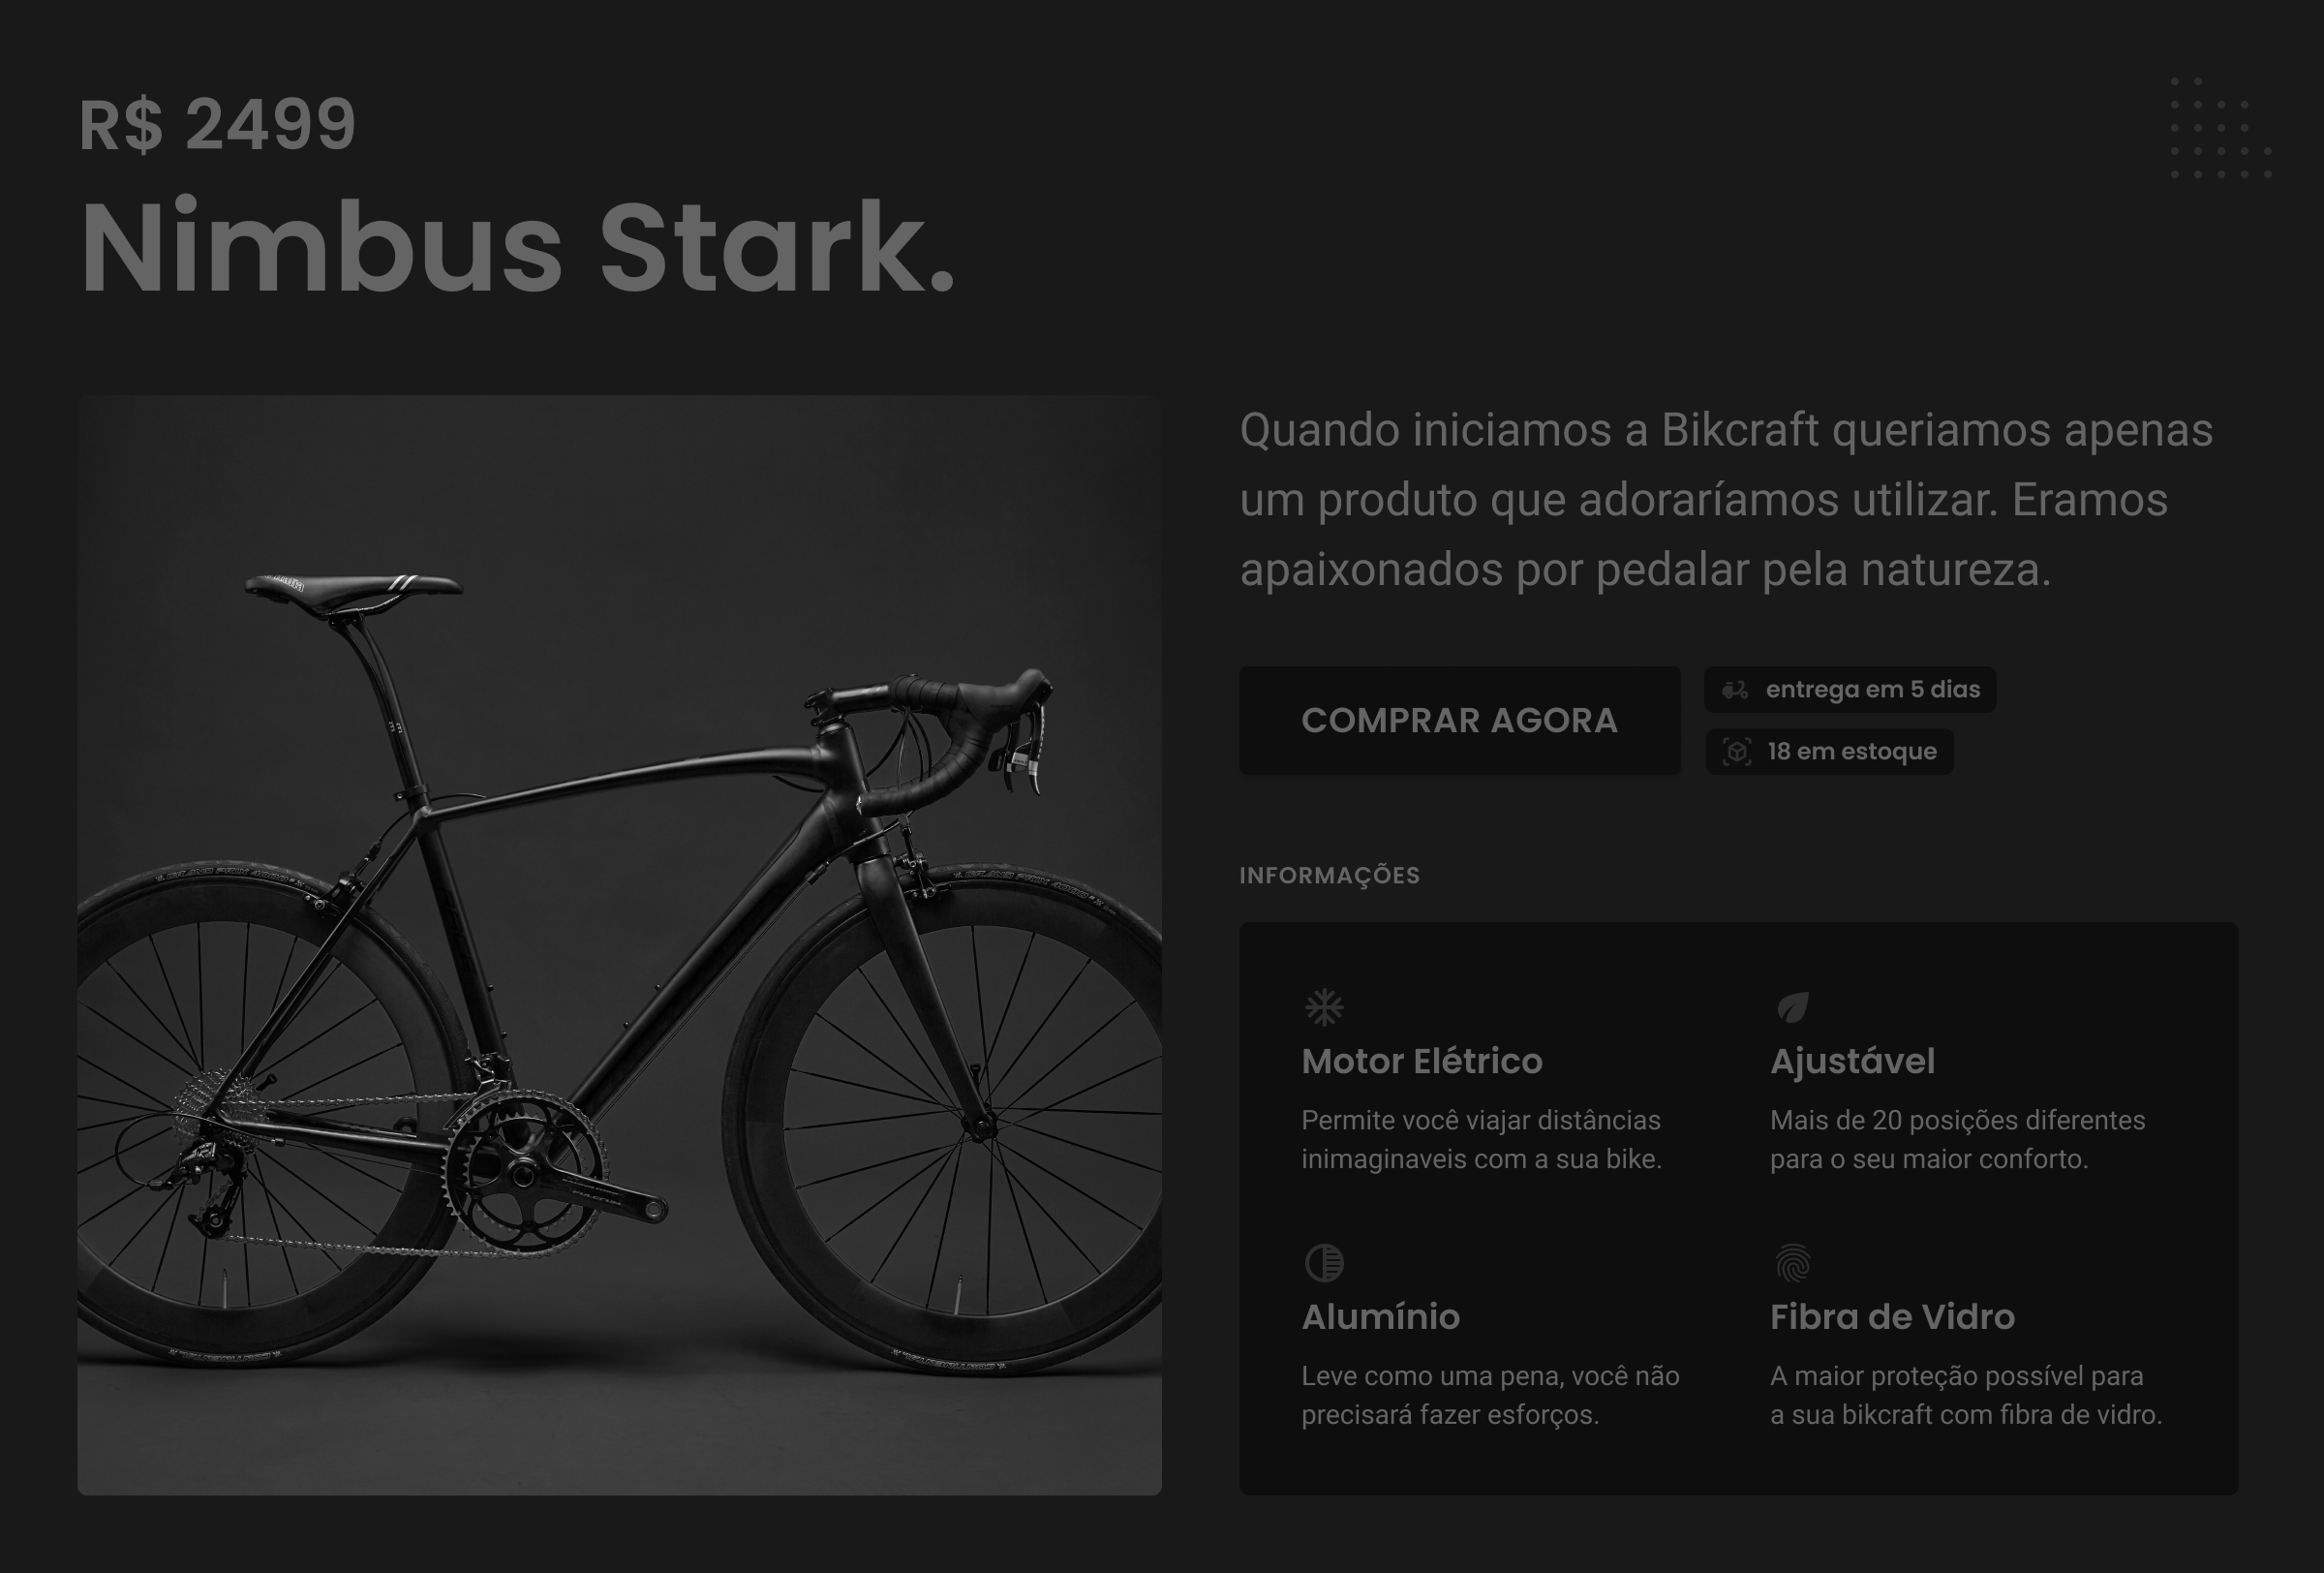 R$ 2499
Nimbus Stark.
Quando iniciamos a Bikcraft queriamos apenas
um produto que adoraríamos utilizar. Eramos
apaixonados por pedalar pela natureza.
COMPRAR AGORA
entrega em 5 dias
18 em estoque
INFORMAÇÕES
Motor Elétrico
Permite você viajar distâncias
inimaginaveis com a sua bike.
Ajustável
Mais de 20 posições diferentes
para o seu maior conforto.
Alumínio
Leve como uma pena, você não
precisará fazer esforços.
Fibra de Vidro
A maior proteção possível para
a sua bikcraft com fibra de vidro.